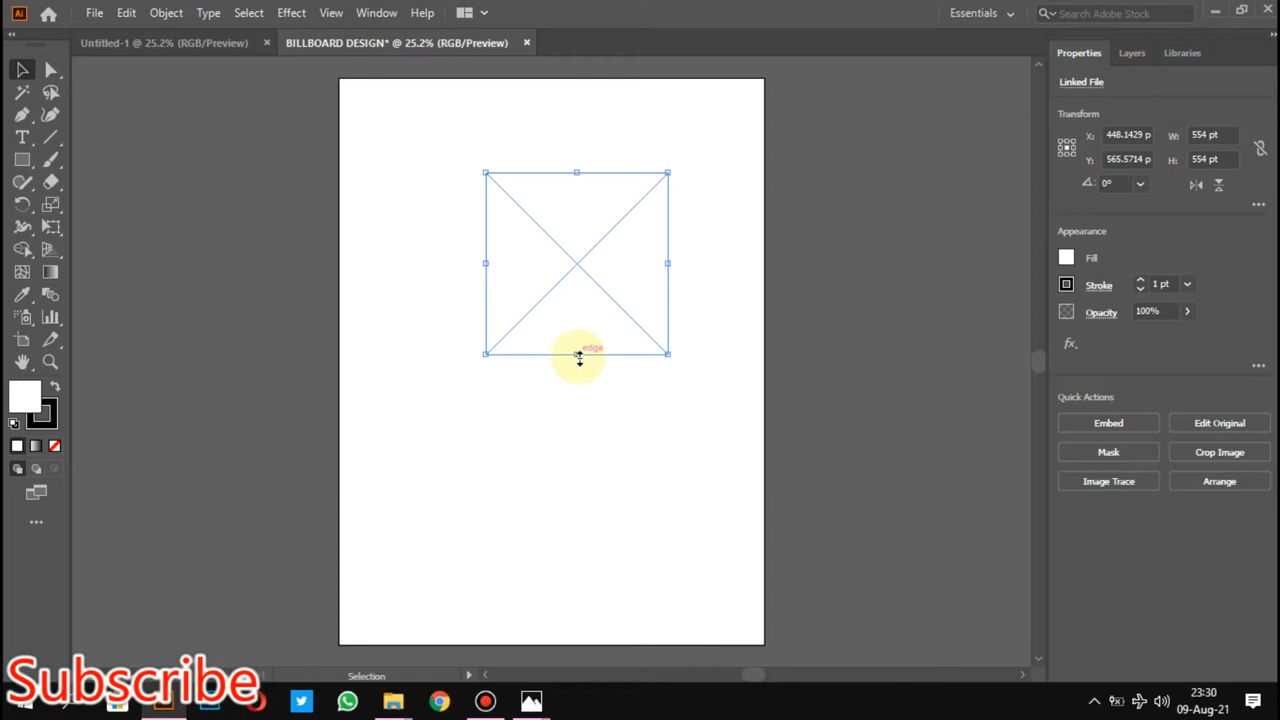 Ai File Edit Object Type Select Effect View Window Help Essentials Search Adobe Stock
Untitled-1 @ 25.2% (RGB/Preview) × BILLBOARD DESIGN* @ 25.2% (RGB/Preview) ×
Properties Layers Libraries
Linked File
Transform
X: 448.1429 p W: 554 pt
Y: 565.5714 p H: 554 pt
0°
Appearance
Fill
Stroke 1 pt
Opacity 100%
fx.
edge
Quick Actions
Embed Edit Original
Mask Crop Image
Image Trace Arrange
Selection
Subscribe
23:30
09-Aug-21